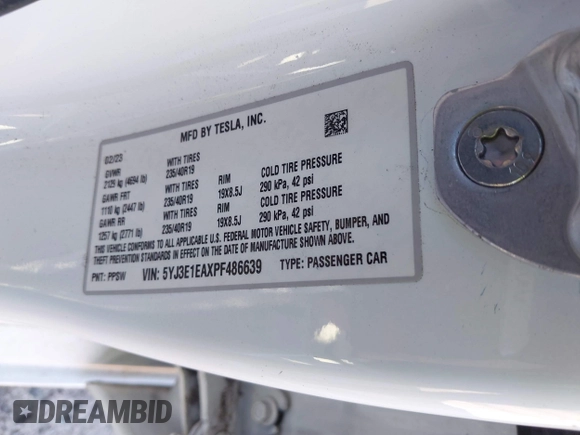 MFD BY TESLA, INC.
02/23
GVWR WITH TIRES
2129 kg (4694 lb) 235/40R19 RIM COLD TIRE PRESSURE
GAWR FRT WITH TIRES 19X8.5J 290 kPa, 42 psi
1110 kg (2447 lb) 235/40R19 RIM COLD TIRE PRESSURE
GAWR RR WITH TIRES 19X8.5J 290 kPa, 42 psi
1257 kg (2771 lb) 235/40R19
THIS VEHICLE CONFORMS TO ALL APPLICABLE U.S. FEDERAL MOTOR VEHICLE SAFETY, BUMPER, AND
THEFT PREVENTION STANDARDS IN EFFECT ON THE DATE OF MANUFACTURE SHOWN ABOVE.
PNT: PPSW VIN: 5YJ3E1EAXPF486639 TYPE: PASSENGER CAR
DREAMBID